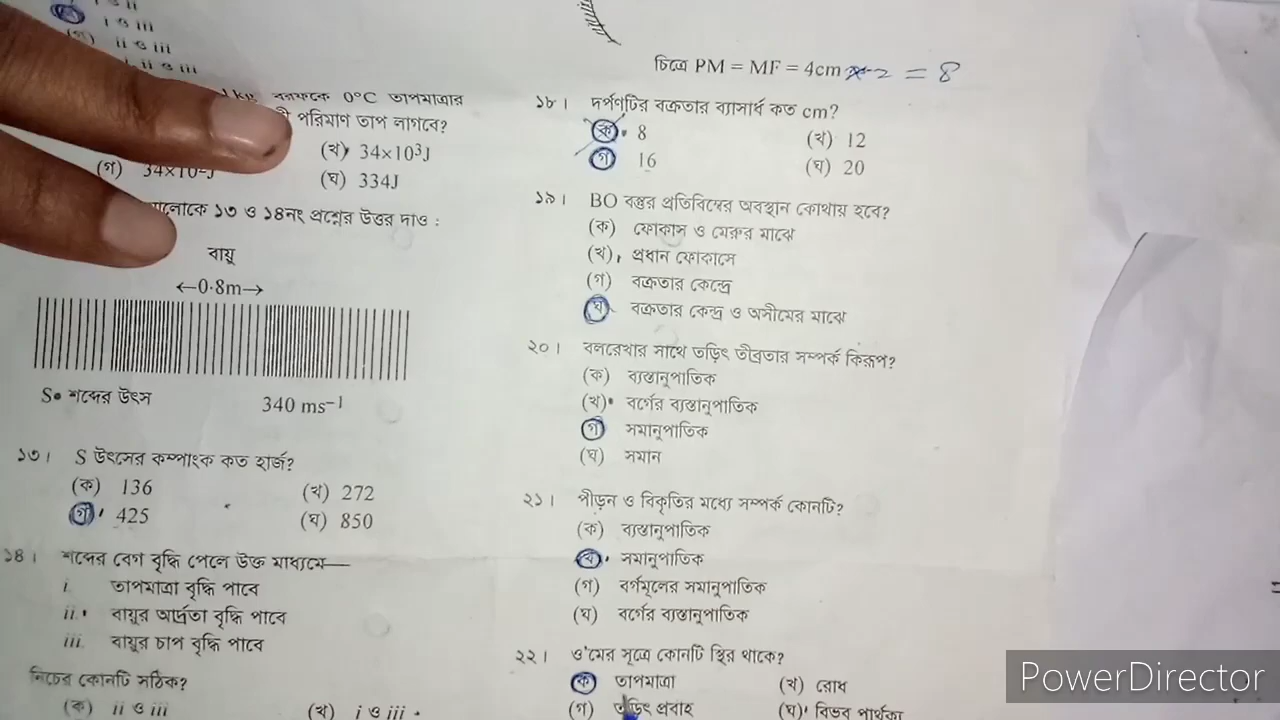 i ও iii
(গ) ii ও iii
ii ও iii
বরফকে 0°C তাপমাত্রার
পরিমাণ তাপ লাগবে?
(খ) 34×10³J
(গ)
(ঘ) 334J
১৩ ও ১৪নং প্রশ্নের উত্তর দাও :
বায়ু
←0·8m→
S• শব্দের উৎস
340 ms⁻¹
১৩। S উৎসের কম্পাংক কত হার্জ?
(ক) 136 (খ) 272
(গ) 425 (ঘ) 850
১৪। শব্দের বেগ বৃদ্ধি পেলে উক্ত মাধ্যমে—
i. তাপমাত্রা বৃদ্ধি পাবে
ii. বায়ুর আর্দ্রতা বৃদ্ধি পাবে
iii. বায়ুর চাপ বৃদ্ধি পাবে
নিচের কোনটি সঠিক?
(ক) ii ও iii (খ) i ও iii
চিত্রে PM = MF = 4cm ×2 = 8
১৮। দর্পণটির বক্রতার ব্যাসার্ধ কত cm?
(ক) 8 (খ) 12
(গ) 16 (ঘ) 20
১৯। BO বস্তুর প্রতিবিম্বের অবস্থান কোথায় হবে?
(ক) ফোকাস ও মেরুর মাঝে
(খ) প্রধান ফোকাসে
(গ) বক্রতার কেন্দ্রে
(ঘ) বক্রতার কেন্দ্র ও অসীমের মাঝে
২০। বলরেখার সাথে তড়িৎ তীব্রতার সম্পর্ক কিরূপ?
(ক) ব্যস্তানুপাতিক
(খ) বর্গের ব্যস্তানুপাতিক
(গ) সমানুপাতিক
(ঘ) সমান
২১। পীড়ন ও বিকৃতির মধ্যে সম্পর্ক কোনটি?
(ক) ব্যস্তানুপাতিক
(খ) সমানুপাতিক
(গ) বর্গমূলের সমানুপাতিক
(ঘ) বর্গের ব্যস্তানুপাতিক
২২। ও'মের সূত্রে কোনটি স্থির থাকে?
(ক) তাপমাত্রা (খ) রোধ
(গ) তড়িৎ প্রবাহ (ঘ) বিভব পার্থক্য
PowerDirector